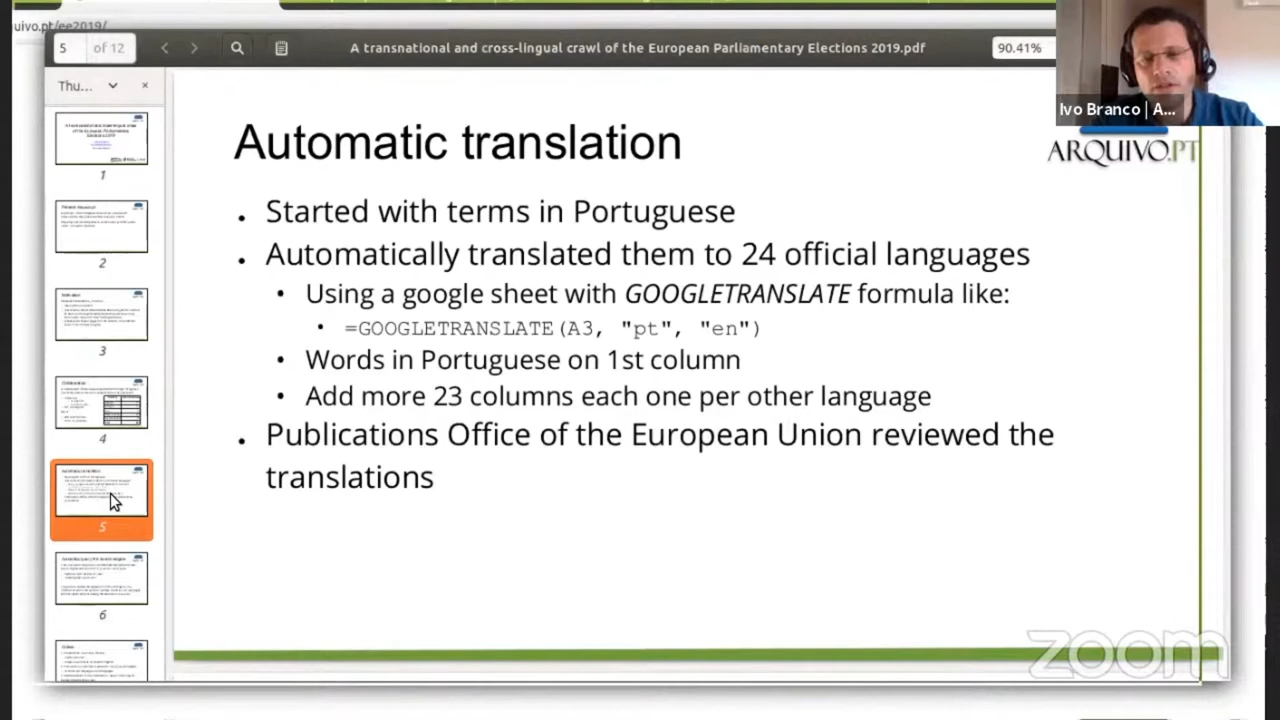 uivo.pt/ee2019/
5 of 12
A transnational and cross-lingual crawl of the European Parliamentary Elections 2019.pdf
90.41%
Ivo Branco | A...
Thu...
1
2
3
4
5
6
Automatic translation
ARQUIVO.PT
• Started with terms in Portuguese
• Automatically translated them to 24 official languages
• Using a google sheet with GOOGLETRANSLATE formula like:
• =GOOGLETRANSLATE(A3, "pt", "en")
• Words in Portuguese on 1st column
• Add more 23 columns each one per other language
• Publications Office of the European Union reviewed the
translations
zoom